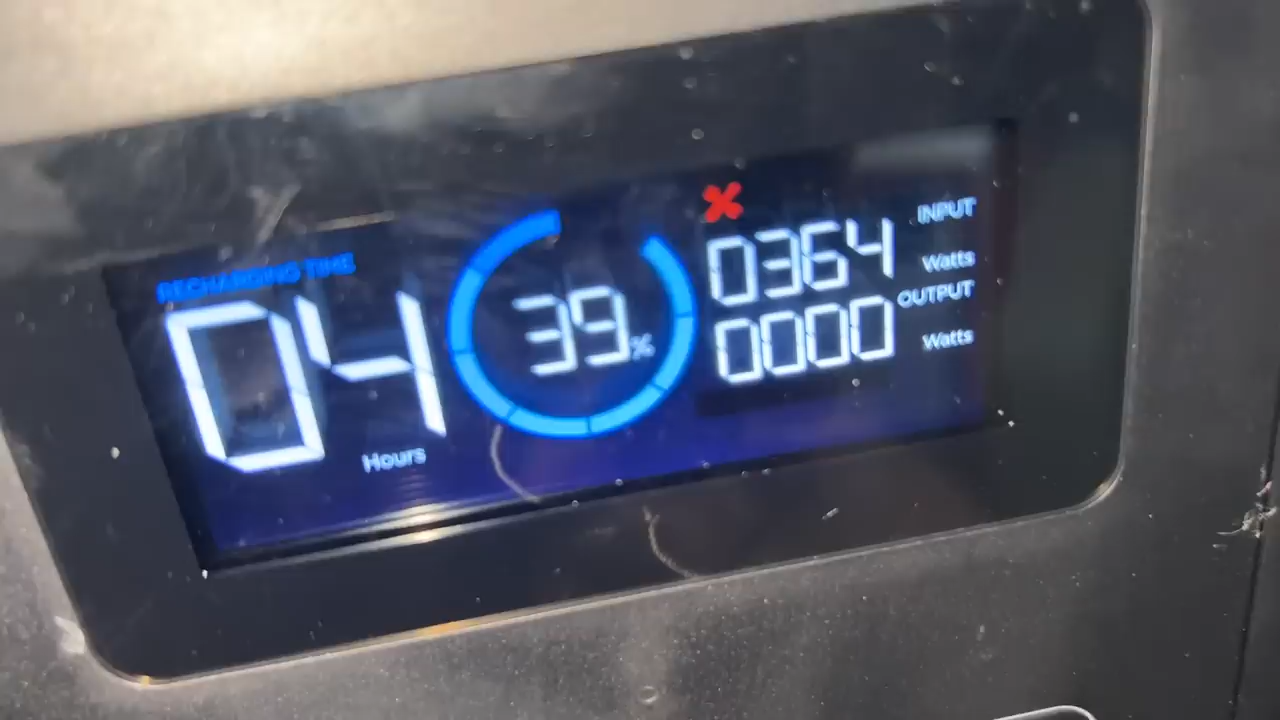 RECHARGING TIME
04
Hours
39%
0364
INPUT
Watts
0000
OUTPUT
Watts